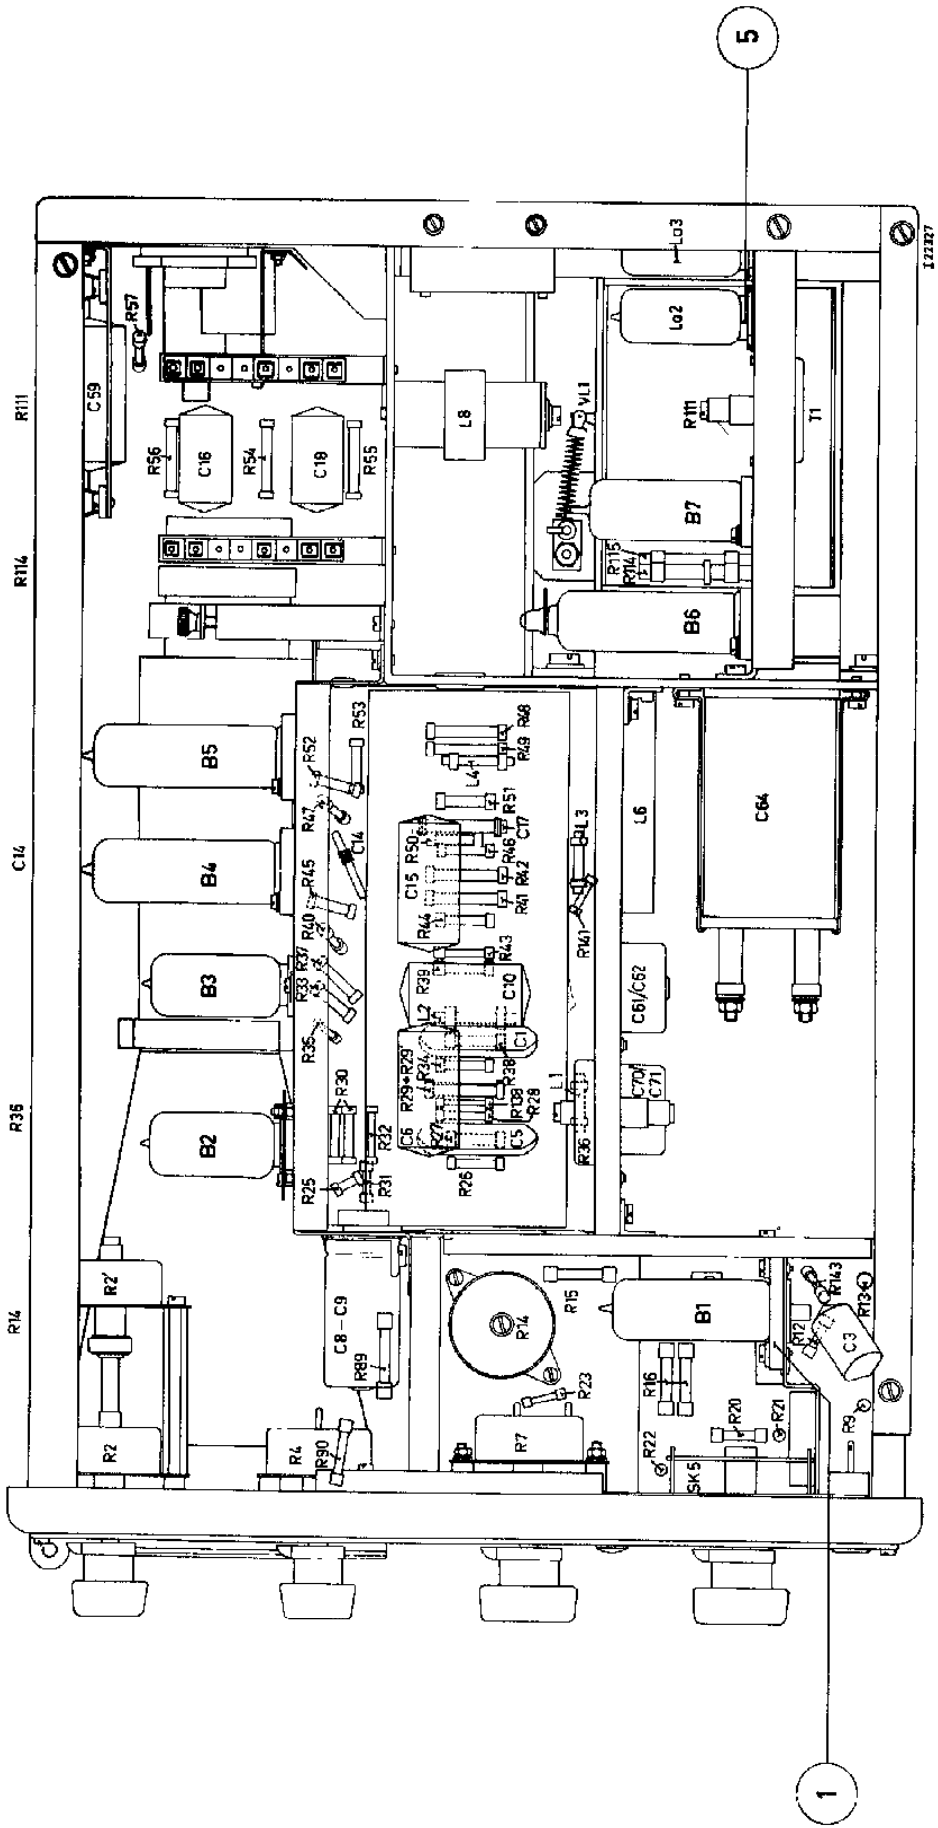 R14
R36
C14
R114
R111
R57
C59
R56
C16
R54
C18
R55
L8
VL1
La3
La2
R111
T1
B7
R115
R114
B6
B5
B4
B3
B2
R52
R53
R47
C14
R45
R40
R37
R33
R35
R30
R32
R25
R31
R48
R49
L4
R51
C17
R50
R46
C15
R42
R41
R44
R43
R39
C10
L2
C1
R38
R34
R29+R29
R138
R28
R27
C6
C5
R26
L3
R141
L1
R36
L6
C64
C61/C62
C70/
C71
R2'
R2
C8-C9
R89
R4
R90
R14
R15
R23
R7
B1
R16
R12
R143
R13
C3
R20
R21
R22
SK5
R9
1
5
I22327